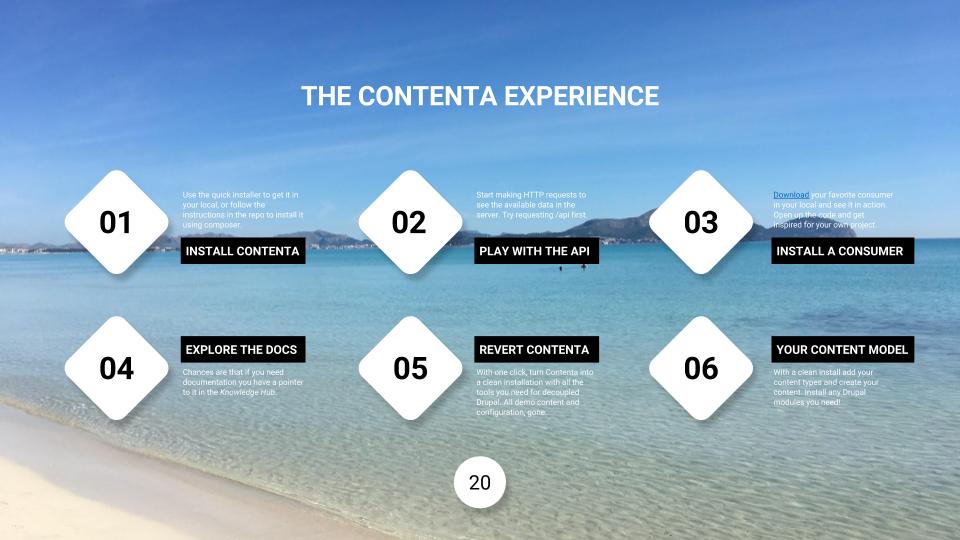 THE CONTENTA EXPERIENCE
01
Use the quick installer to get it in
your local, or follow the
instructions in the repo to install it
using composer.
INSTALL CONTENTA
02
Start making HTTP requests to
see the available data in the
server. Try requesting /api first.
PLAY WITH THE API
03
Download your favorite consumer
in your local and see it in action.
Open up the code and get
inspired for your own project.
INSTALL A CONSUMER
04
EXPLORE THE DOCS
Chances are that if you need
documentation you have a pointer
to it in the Knowledge Hub.
05
REVERT CONTENTA
With one click, turn Contenta into
a clean installation with all the
tools you need for decoupled
Drupal. All demo content and
configuration, gone.
06
YOUR CONTENT MODEL
With a clean install add your
content types and create your
content. Install any Drupal
modules you need!
20